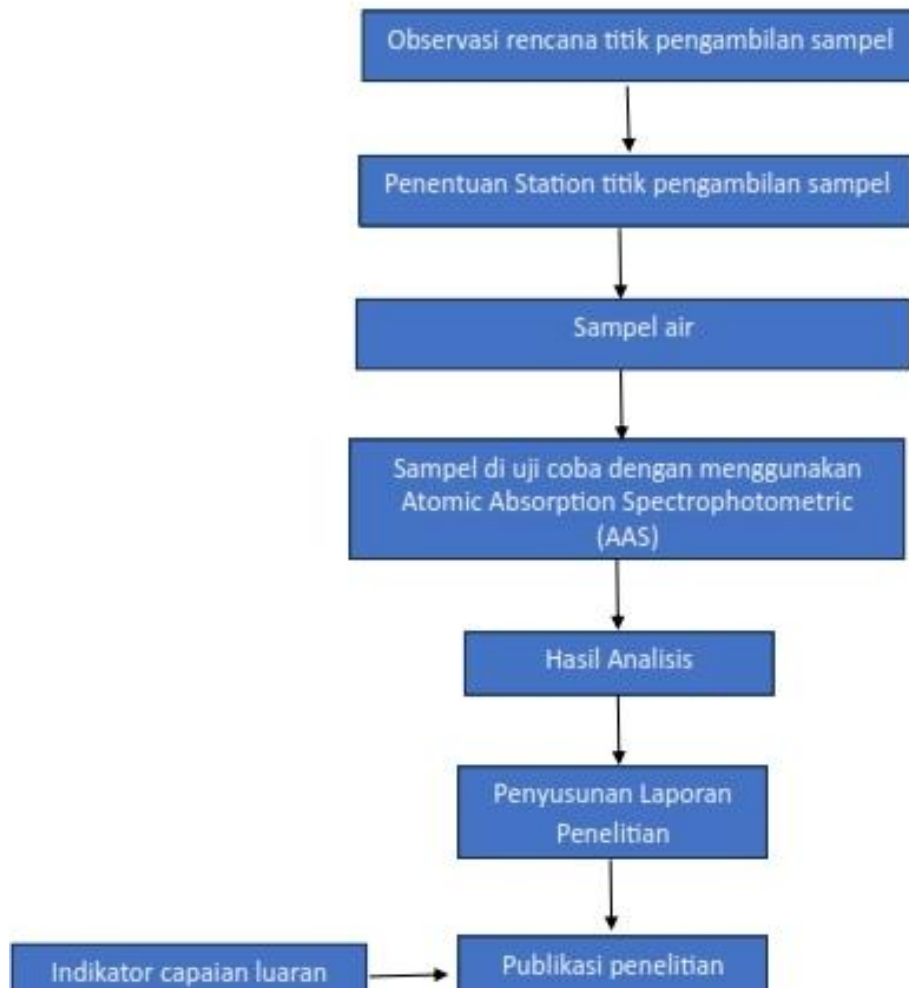 Observasi rencana titik pengambilan sampel
Penentuan Station titik pengambilan sampel
Sampel air
Sampel di uji coba dengan menggunakan
Atomic Absorption Spectrophotometric
(AAS)
Hasil Analisis
Penyusunan Laporan
Penelitian
Indikator capaian luaran
Publikasi penelitian